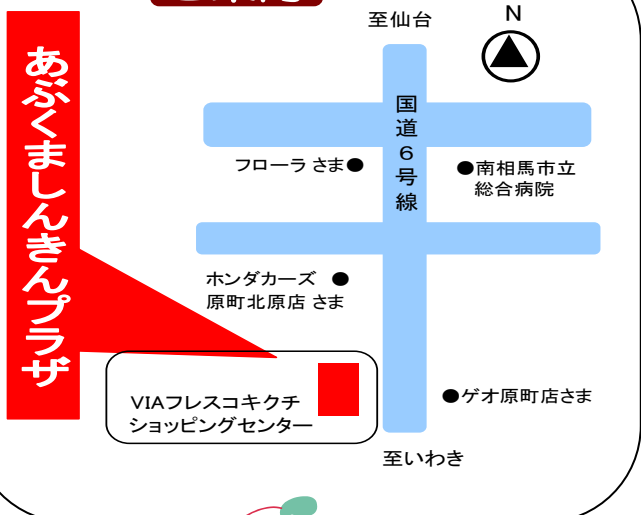 至仙台
N
あぶくましんきんプラザ
国道6号線
フローラ さま●
●南相馬市立
総合病院
ホンダカーズ ●
原町北原店 さま
VIAフレスコキクチ
ショッピングセンター
●ゲオ原町店さま
至いわき